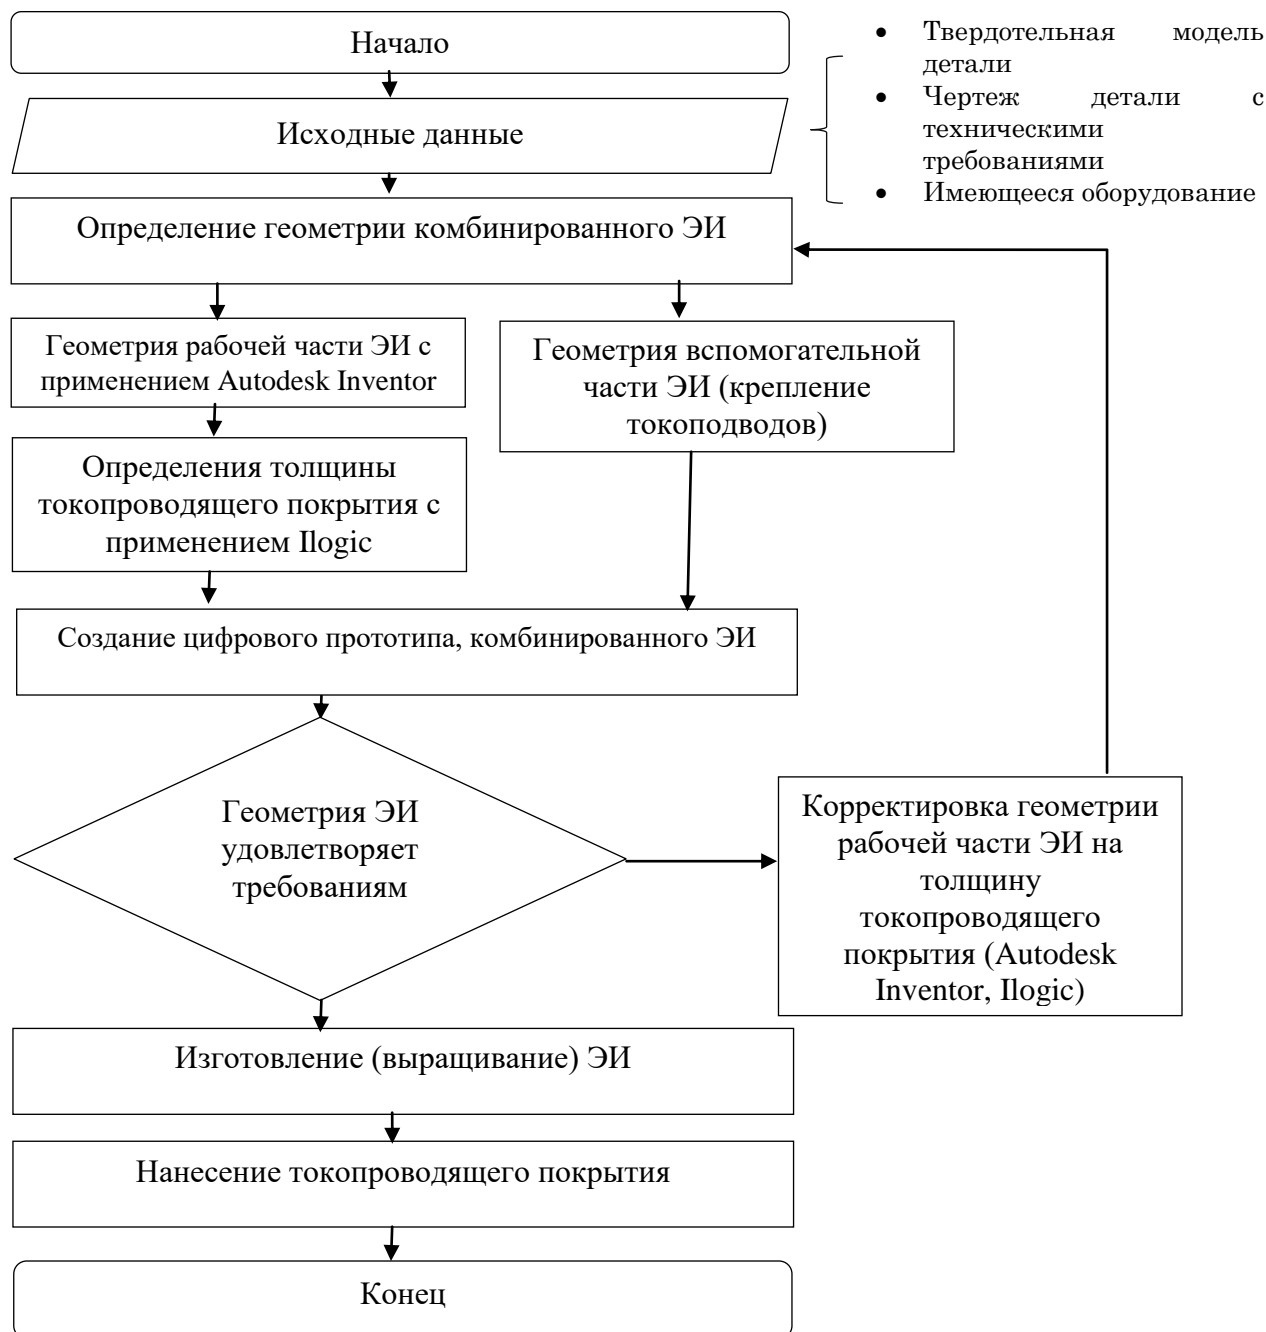 Начало
• Твердотельная модель
детали
• Чертеж детали с
техническими
требованиями
• Имеющееся оборудование
Исходные данные
Определение геометрии комбинированного ЭИ
Геометрия рабочей части ЭИ с
применением Autodesk Inventor
Геометрия вспомогательной
части ЭИ (крепление
токоподводов)
Определения толщины
токопроводящего покрытия с
применением Ilogic
Создание цифрового прототипа, комбинированного ЭИ
Геометрия ЭИ
удовлетворяет
требованиям
Корректировка геометрии
рабочей части ЭИ на
толщину
токопроводящего
покрытия (Autodesk
Inventor, Ilogic)
Изготовление (выращивание) ЭИ
Нанесение токопроводящего покрытия
Конец